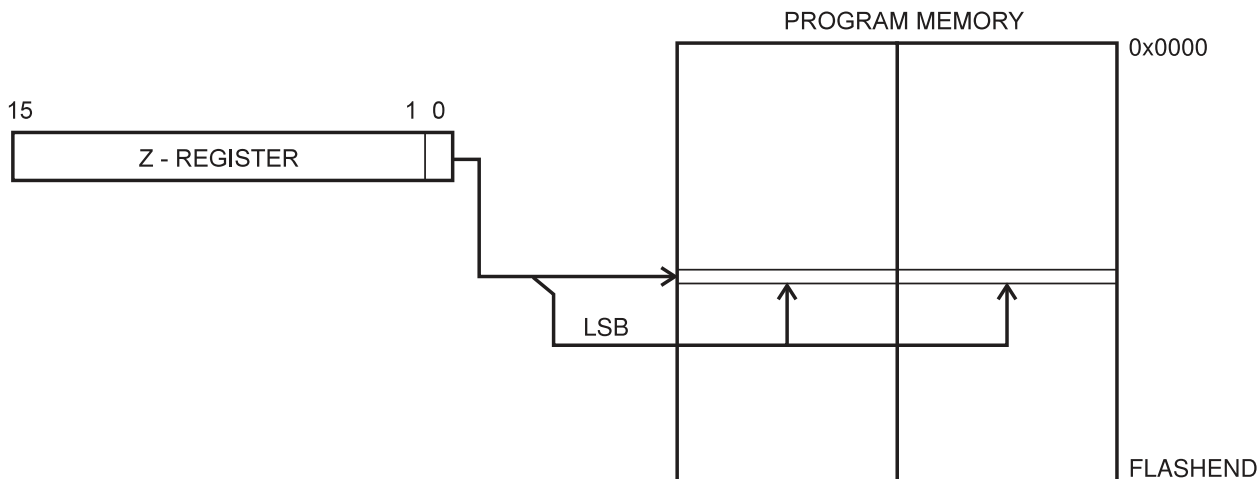 PROGRAM MEMORY
0x0000
15 1 0
Z - REGISTER
LSB
FLASHEND